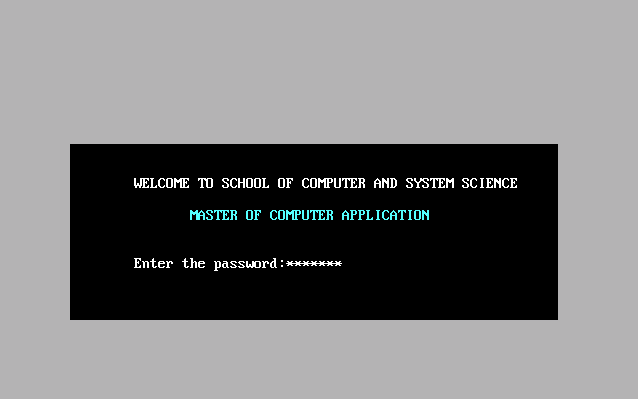 WELCOME TO SCHOOL OF COMPUTER AND SYSTEM SCIENCE
MASTER OF COMPUTER APPLICATION
Enter the password:*******